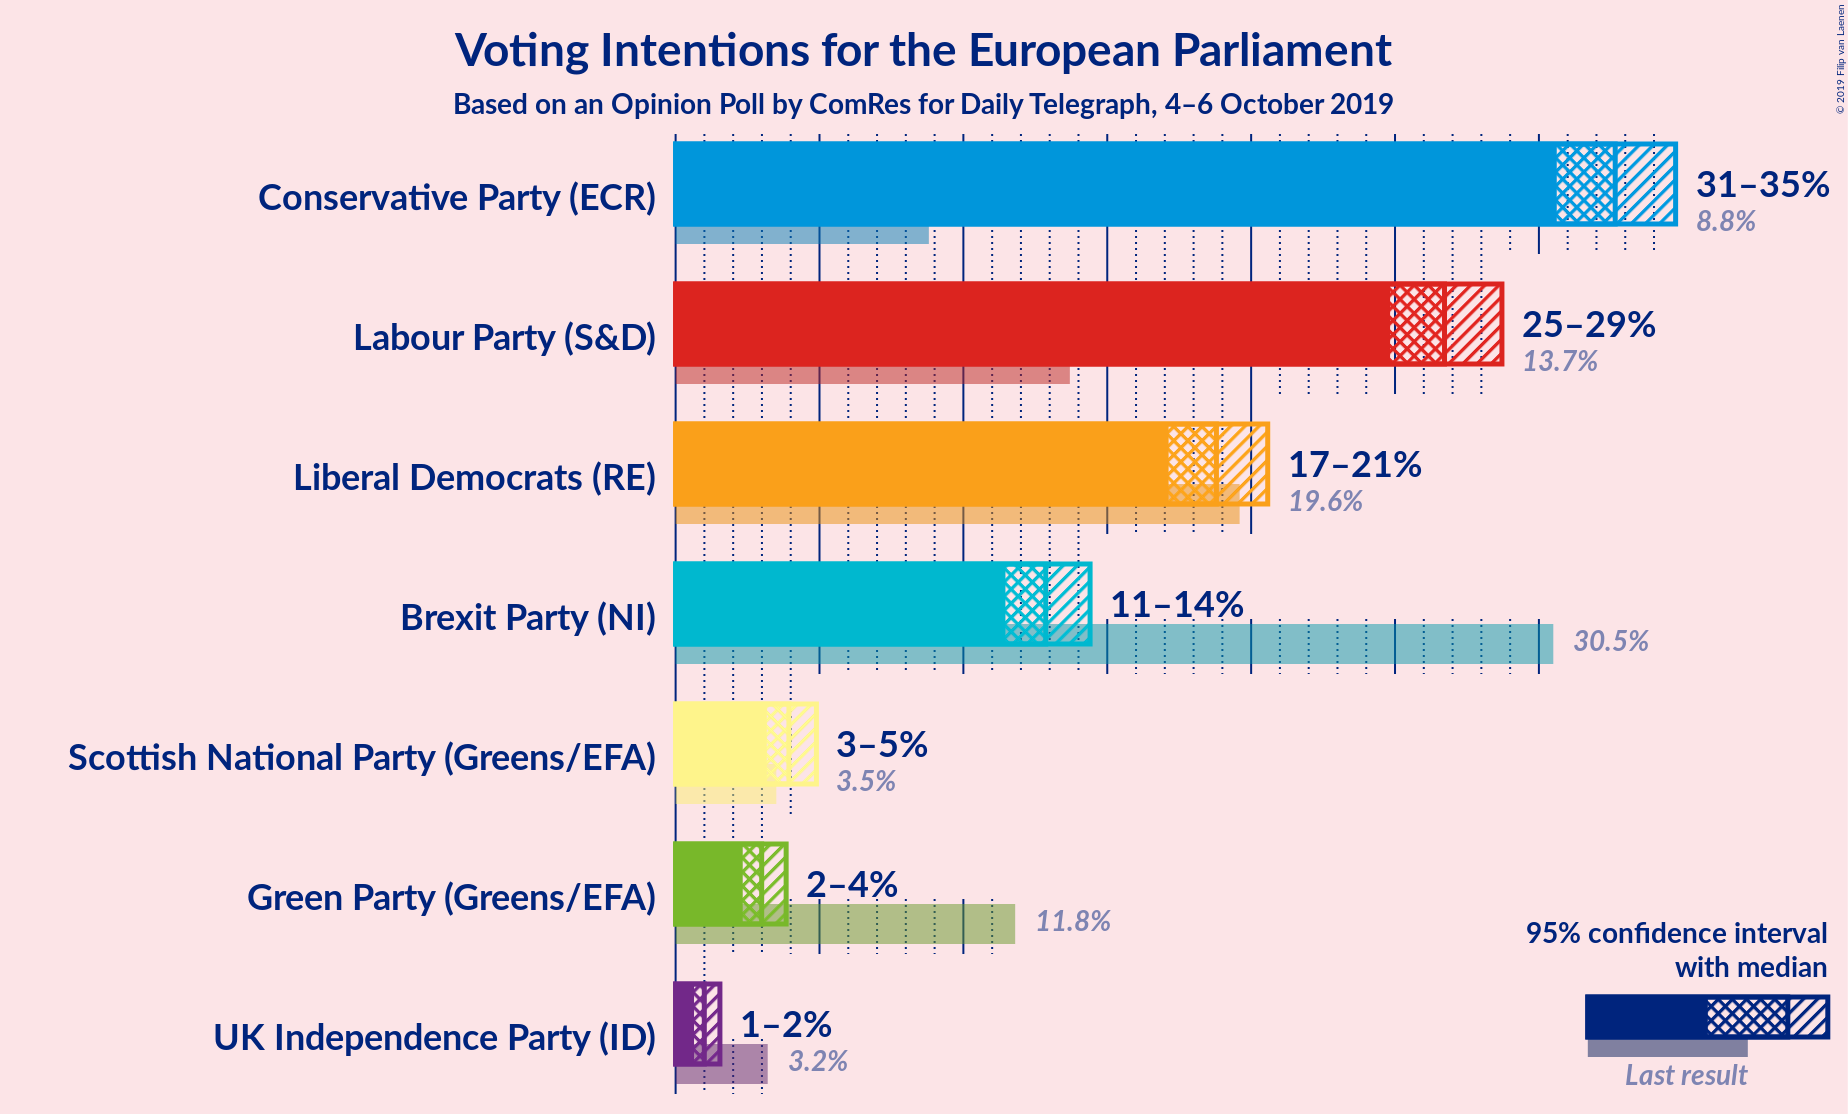 Voting Intentions for the European Parliament
Based on an Opinion Poll by ComRes for Daily Telegraph, 4–6 October 2019
© 2019 Filip van Laenen
Conservative Party (ECR)
31–35%
8.8%
Labour Party (S&D)
25–29%
13.7%
Liberal Democrats (RE)
17–21%
19.6%
Brexit Party (NI)
11–14%
30.5%
Scottish National Party (Greens/EFA)
3–5%
3.5%
Green Party (Greens/EFA)
2–4%
11.8%
UK Independence Party (ID)
1–2%
3.2%
95% confidence interval
with median
Last result